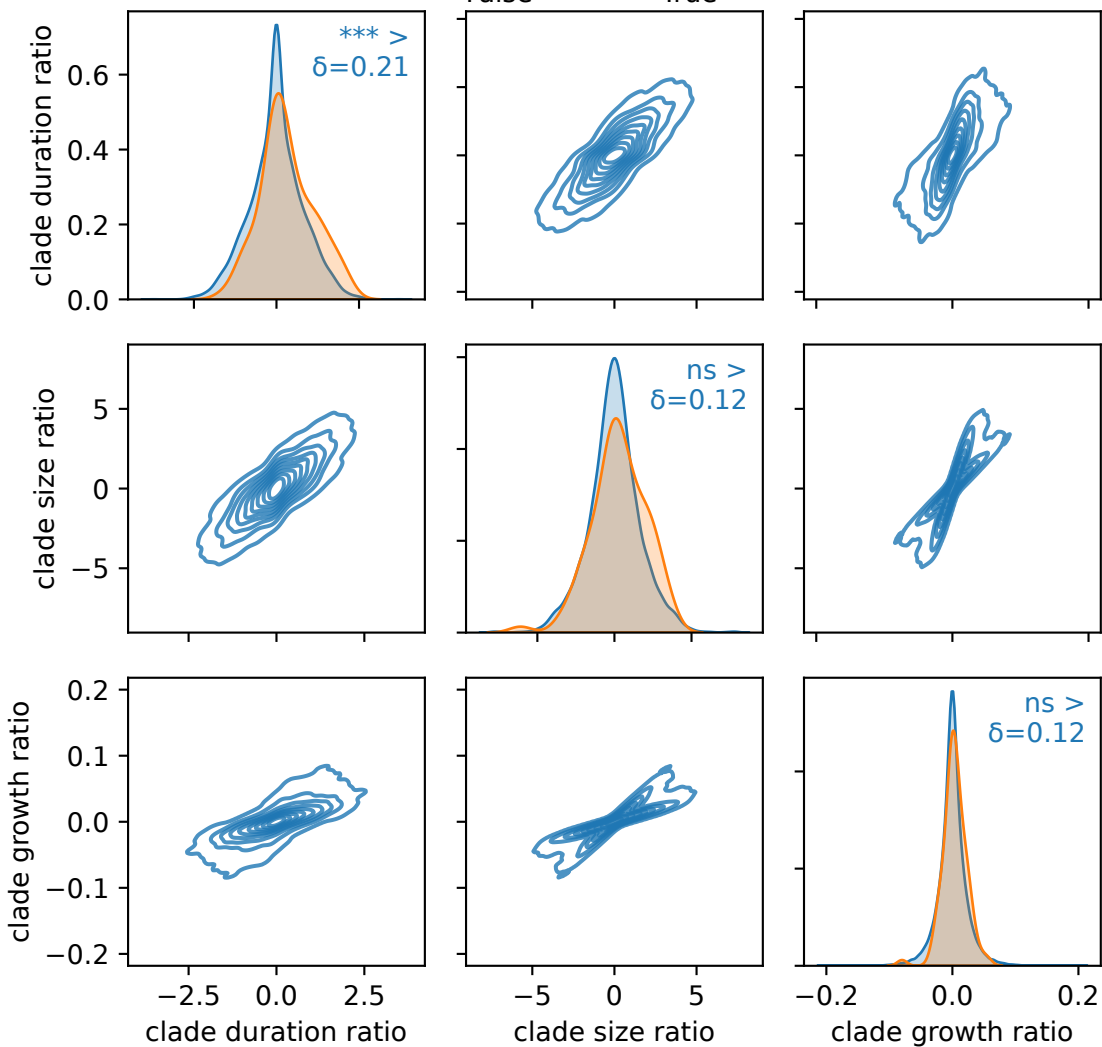 clade duration ratio
0.6
0.4
0.2
0.0
*** >
δ=0.21
clade size ratio
5
0
−5
ns >
δ=0.12
clade growth ratio
0.2
0.1
0.0
−0.1
−0.2
ns >
δ=0.12
−2.5 0.0 2.5
clade duration ratio
−5 0 5
clade size ratio
−0.2 0.0 0.2
clade growth ratio